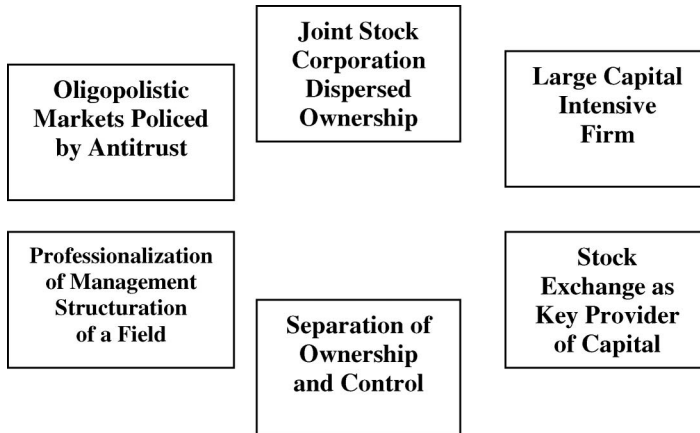 Joint Stock
Corporation
Dispersed
Ownership
Oligopolistic
Markets Policed
by Antitrust
Large Capital
Intensive
Firm
Professionalization
of Management
Structuration
of a Field
Separation of
Ownership
and Control
Stock
Exchange as
Key Provider
of Capital